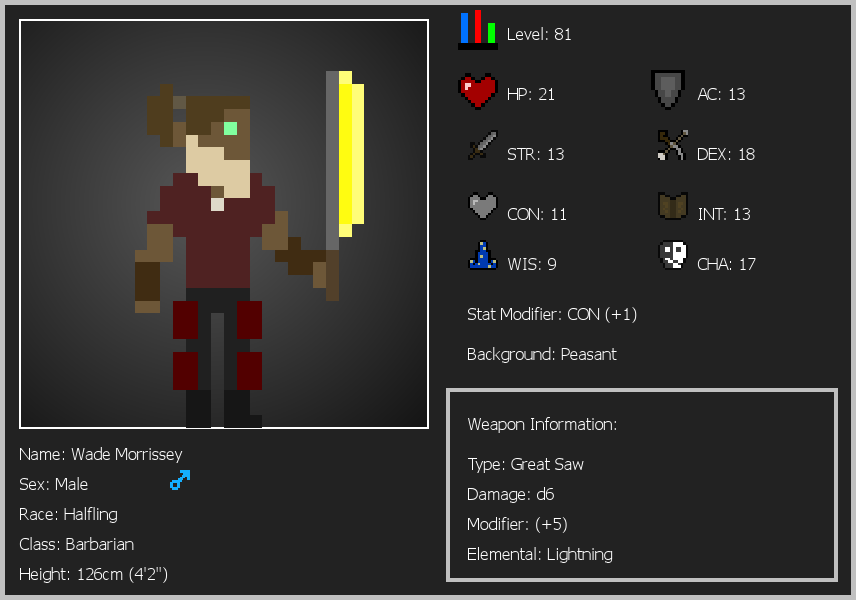 Level: 81
HP: 21
AC: 13
STR: 13
DEX: 18
CON: 11
INT: 13
WIS: 9
CHA: 17
Stat Modifier: CON (+1)
Background: Peasant
Weapon Information:
Type: Great Saw
Damage: d6
Modifier: (+5)
Elemental: Lightning
Name: Wade Morrissey
Sex: Male
Race: Halfling
Class: Barbarian
Height: 126cm (4'2")